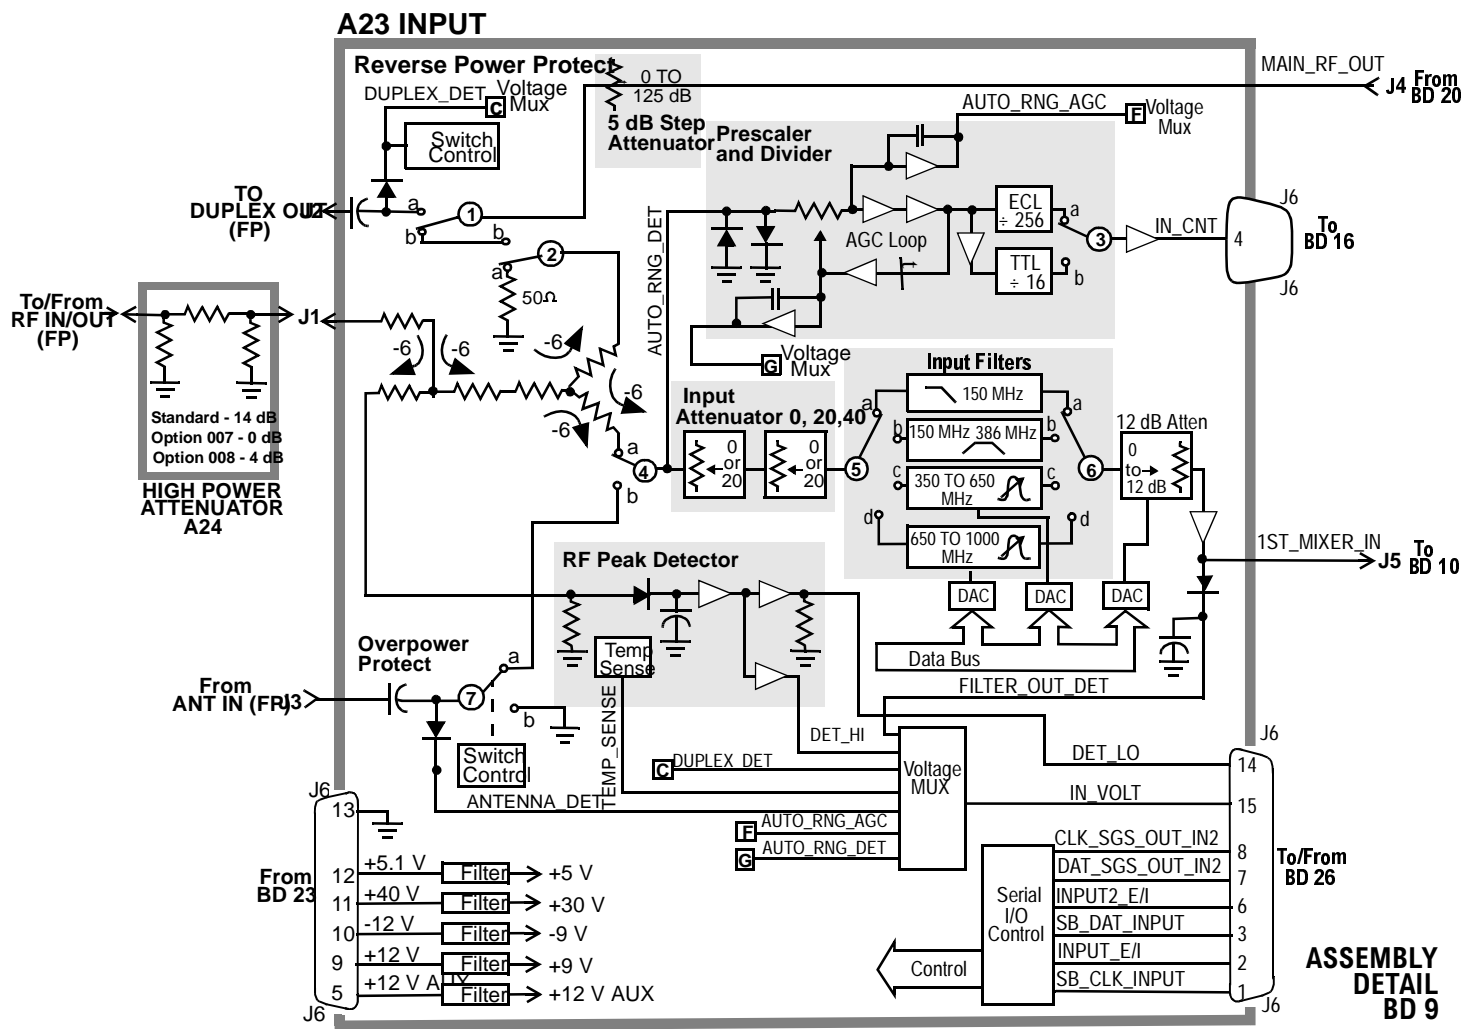 A23 INPUT
Reverse Power Protect
DUPLEX_DET
C
Voltage
Mux
Switch
Control
0 TO
125 dB
5 dB Step
Attenuator
MAIN_RF_OUT
J4
From
BD 20
AUTO_RNG_AGC
F
Voltage
Mux
Prescaler
and Divider
TO
DUPLEX OUT
(FP)
J2
a
1
b
b
2
a
50Ω
AUTO_RNG_DET
AGC Loop
ECL
÷ 256
TTL
÷ 16
a
3
b
IN_CNT
J6
4
To
BD 16
J6
To/From
RF IN/OUT
(FP)
J1
-6
-6
-6
-6
-6
Standard - 14 dB
Option 007 - 0 dB
Option 008 - 4 dB
HIGH POWER
ATTENUATOR
A24
G
Voltage
Mux
Input
Attenuator 0, 20,40
0
or
20
0
or
20
a
4
b
Input Filters
5
a
150 MHz
a
b
150 MHz 386 MHz
b
c
350 TO 650
MHz
c
d
650 TO 1000
MHz
d
6
12 dB Atten
0
to
12 dB
1ST_MIXER_IN
J5
To
BD 10
DAC
DAC
DAC
Data Bus
FILTER_OUT_DET
RF Peak Detector
Temp
Sense
TEMP_SENSE
Overpower
Protect
From
ANT IN (FP)
J3
7
a
b
Switch
Control
ANTENNA_DET
DET_HI
C
DUPLEX_DET
F
AUTO_RNG_AGC
G
AUTO_RNG_DET
Voltage
MUX
DET_LO
IN_VOLT
J6
14
15
CLK_SGS_OUT_IN2
8
DAT_SGS_OUT_IN2
7
INPUT2_E/I
6
SB_DAT_INPUT
3
INPUT_E/I
2
SB_CLK_INPUT
1
J6
To/From
BD 26
Serial
I/O
Control
Control
J6
13
From
BD 23
12
+5.1 V
Filter
+5 V
11
+40 V
Filter
+30 V
10
-12 V
Filter
-9 V
9
+12 V
Filter
+9 V
5
+12 V AUX
Filter
+12 V AUX
J6
ASSEMBLY
DETAIL
BD 9